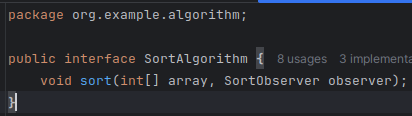 package org.example.algorithm;
public interface SortAlgorithm { 8 usages 3 implementa
void sort(int[] array, SortObserver observer);
}